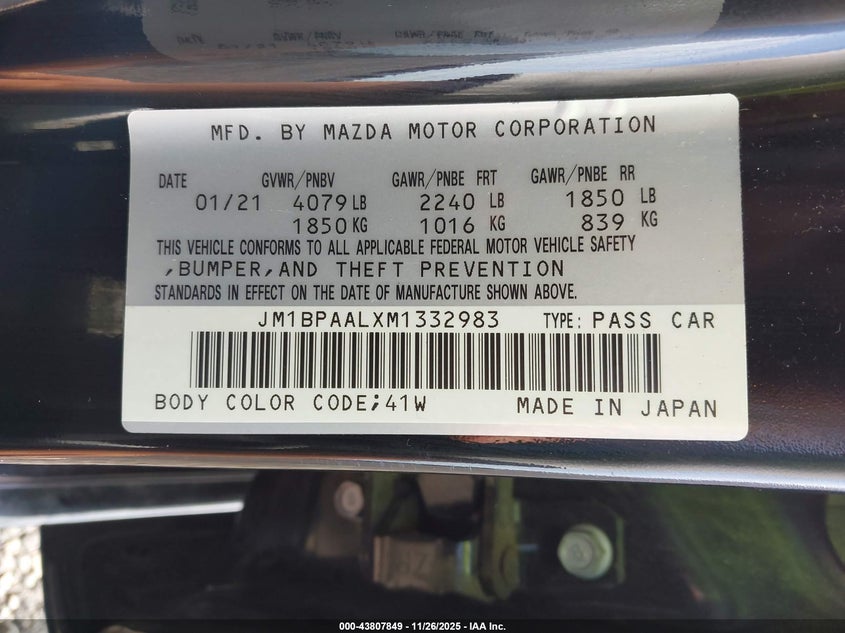 MFD. BY MAZDA MOTOR CORPORATION
DATE GVWR/PNBV GAWR/PNBE FRT GAWR/PNBE RR
01/21 4079 LB 2240 LB 1850 LB
1850 KG 1016 KG 839 KG
THIS VEHICLE CONFORMS TO ALL APPLICABLE FEDERAL MOTOR VEHICLE SAFETY
,BUMPER,AND THEFT PREVENTION
STANDARDS IN EFFECT ON THE DATE OF MANUFACTURE SHOWN ABOVE.
JM1BPAALXM1332983 TYPE: PASS CAR
BODY COLOR CODE;41W MADE IN JAPAN
000-43807849 - 11/26/2025 - IAA Inc.